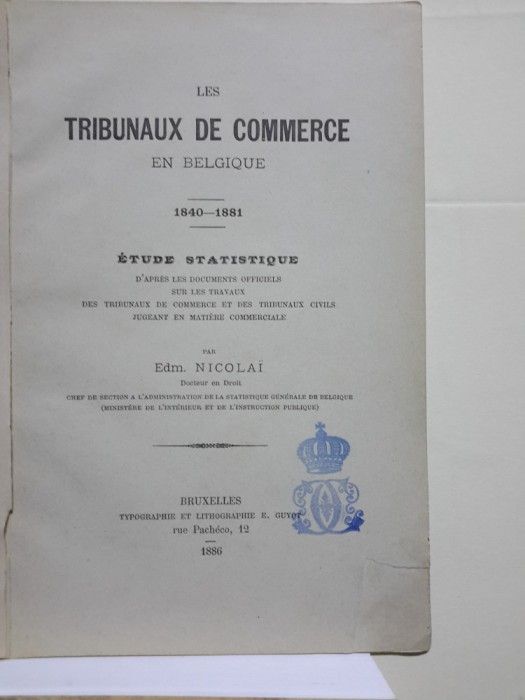 LES
TRIBUNAUX DE COMMERCE
EN BELGIQUE
1840—1881
ÉTUDE STATISTIQUE
D'APRÈS LES DOCUMENTS OFFICIELS
SUR LES TRAVAUX
DES TRIBUNAUX DE COMMERCE ET DES TRIBUNAUX CIVILS
JUGEANT EN MATIÈRE COMMERCIALE
PAR
Edm. NICOLAÏ
Docteur en Droit
CHEF DE SECTION A L'ADMINISTRATION DE LA STATISTIQUE GÉNÉRALE DE BELGIQUE
(MINISTÈRE DE L'INTÉRIEUR ET DE L'INSTRUCTION PUBLIQUE)
BRUXELLES
TYPOGRAPHIE ET LITHOGRAPHIE E. GUYOT
rue Pachéco, 12
1886